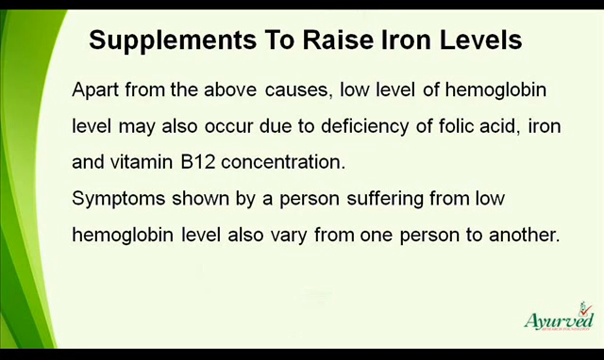 Supplements To Raise Iron Levels
Apart from the above causes, low level of hemoglobin
level may also occur due to deficiency of folic acid, iron
and vitamin B12 concentration.
Symptoms shown by a person suffering from low
hemoglobin level also vary from one person to another.
Ayurved